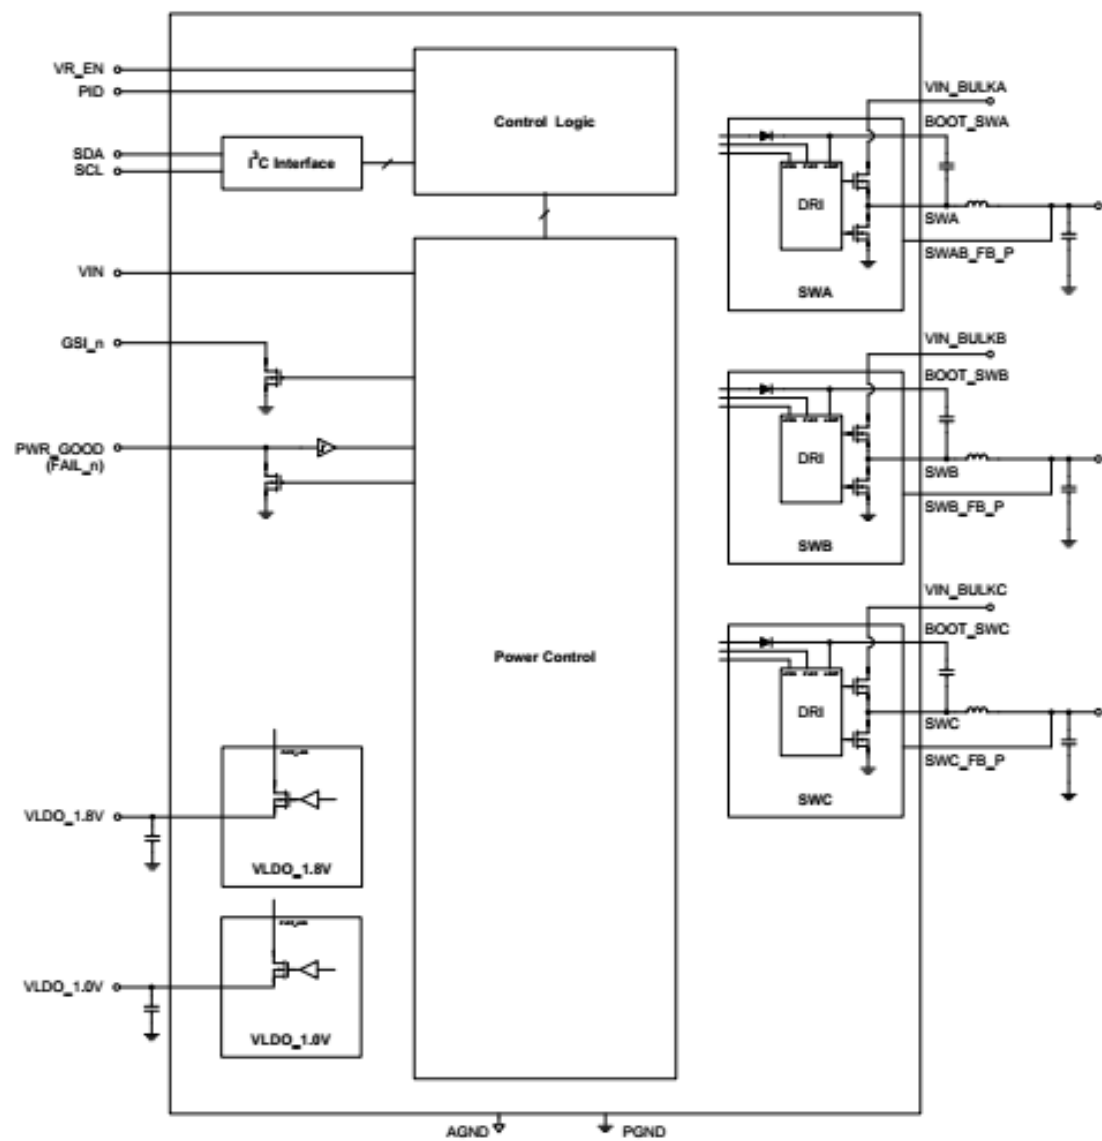 VR_EN
PID
SDA
SCL
I³C Interface
Control Logic
VIN
GSI_n
PWR_GOOD
(FAIL_n)
Power Control
VLDO_1.8V
VLDO_1.8V
VLDO_1.0V
VLDO_1.0V
VIN_BULKA
BOOT_SWA
DRI
SWA
SWAB_FB_P
SWA
VIN_BULKB
BOOT_SWB
DRI
SWB
SWB_FB_P
SWB
VIN_BULKC
BOOT_SWC
DRI
SWC
SWC_FB_P
SWC
AGND
PGND